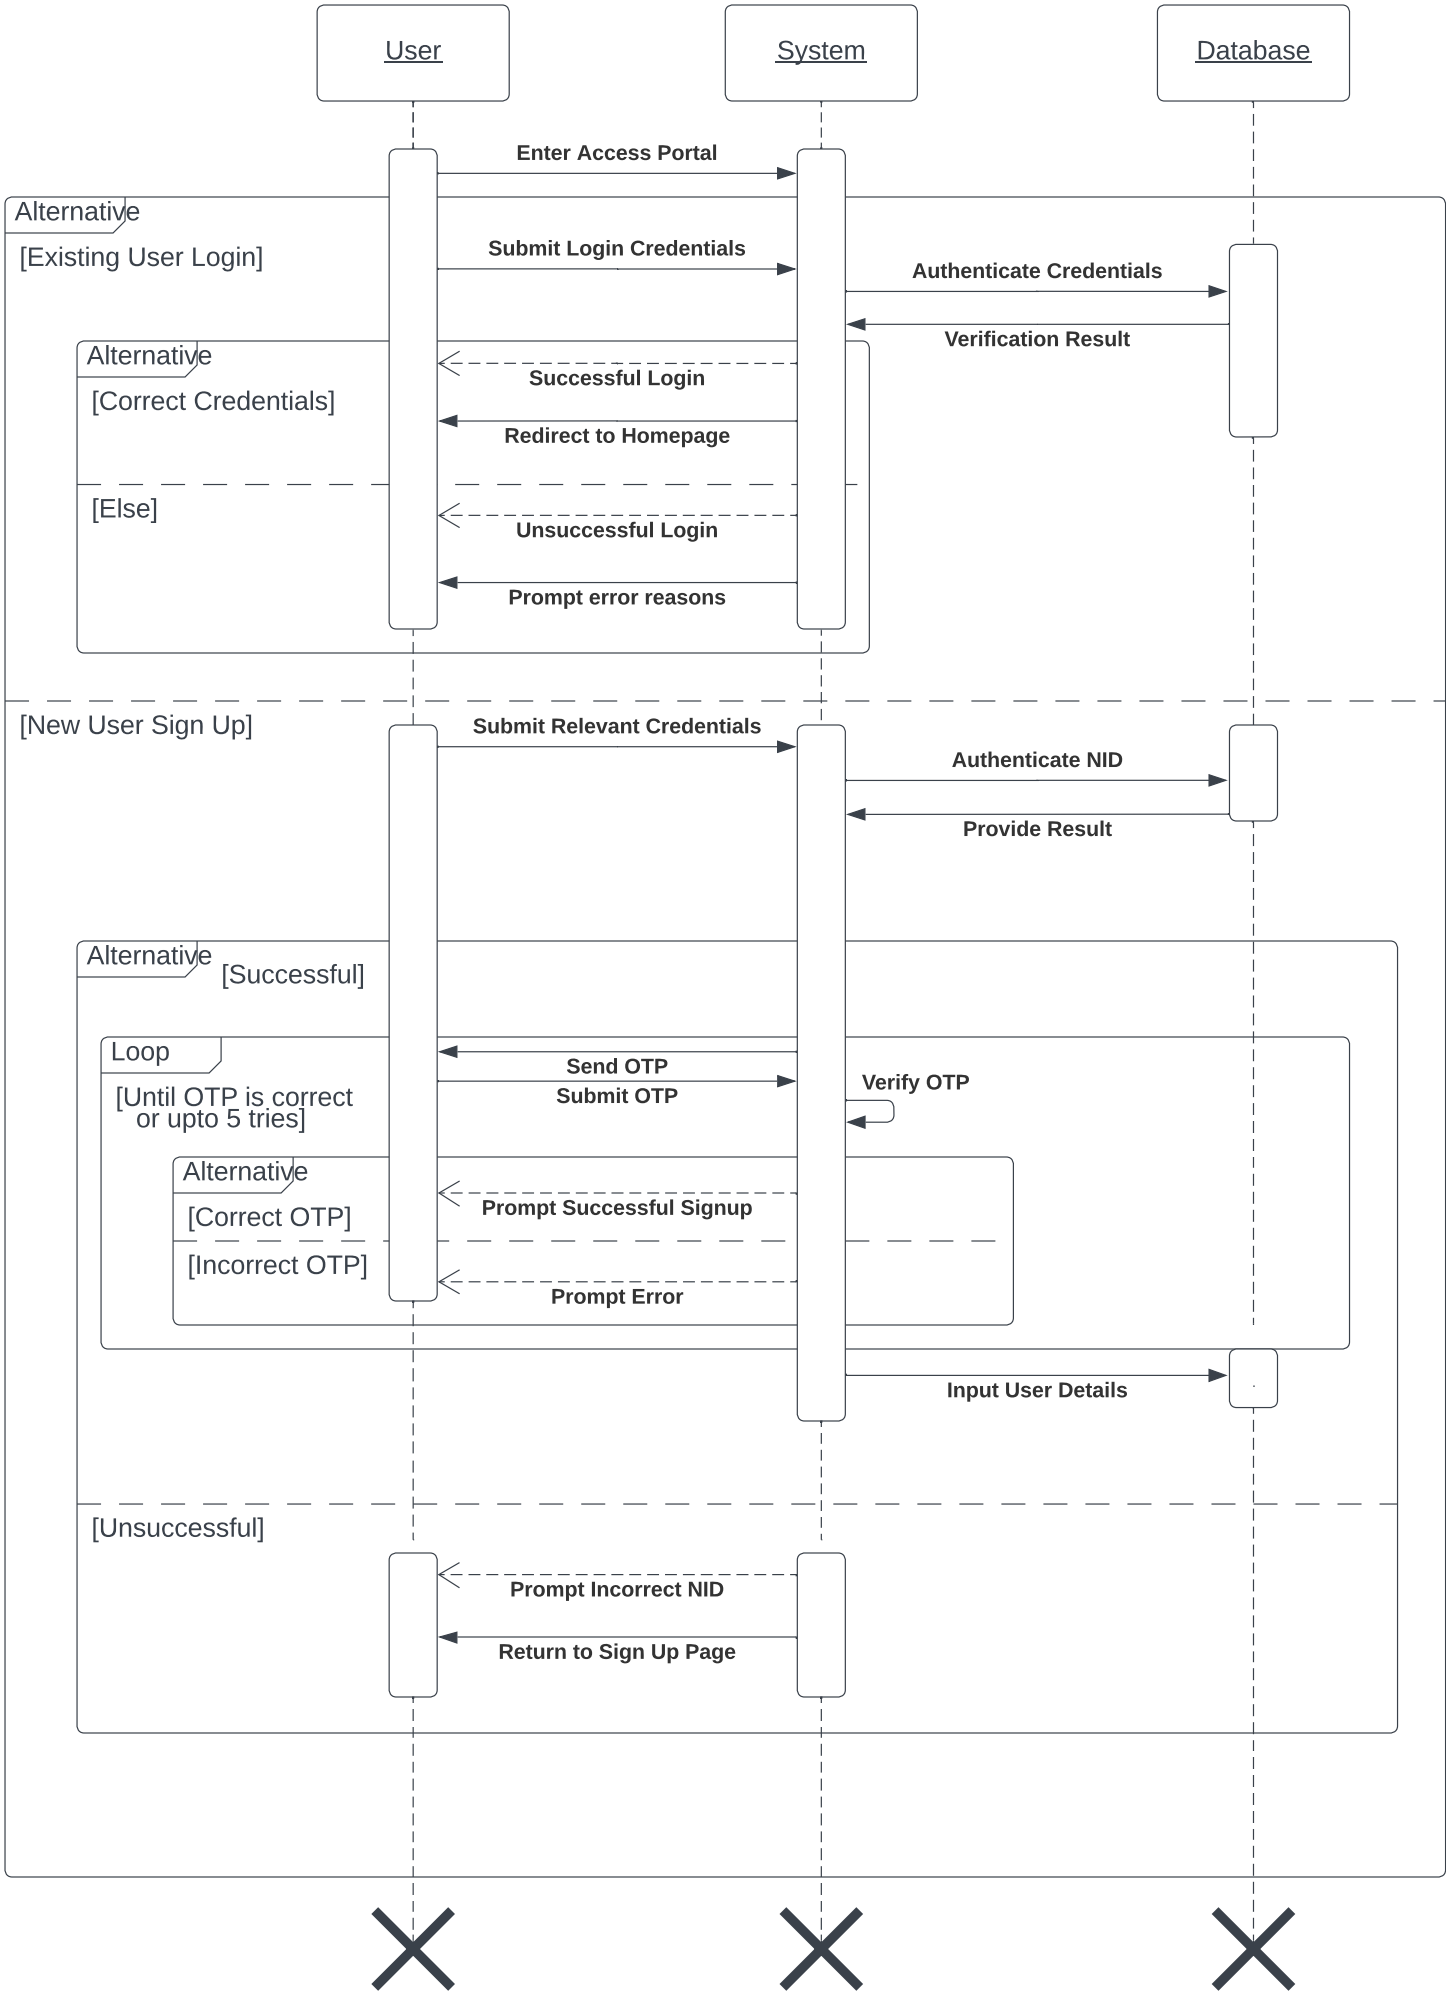 User
System
Database
Enter Access Portal
Alternative
[Existing User Login]
Submit Login Credentials
Authenticate Credentials
Verification Result
Alternative
[Correct Credentials]
Successful Login
Redirect to Homepage
[Else]
Unsuccessful Login
Prompt error reasons
[New User Sign Up]
Submit Relevant Credentials
Authenticate NID
Provide Result
Alternative
[Successful]
Loop
[Until OTP is correct
or upto 5 tries]
Send OTP
Submit OTP
Verify OTP
Alternative
[Correct OTP]
Prompt Successful Signup
[Incorrect OTP]
Prompt Error
Input User Details
[Unsuccessful]
Prompt Incorrect NID
Return to Sign Up Page